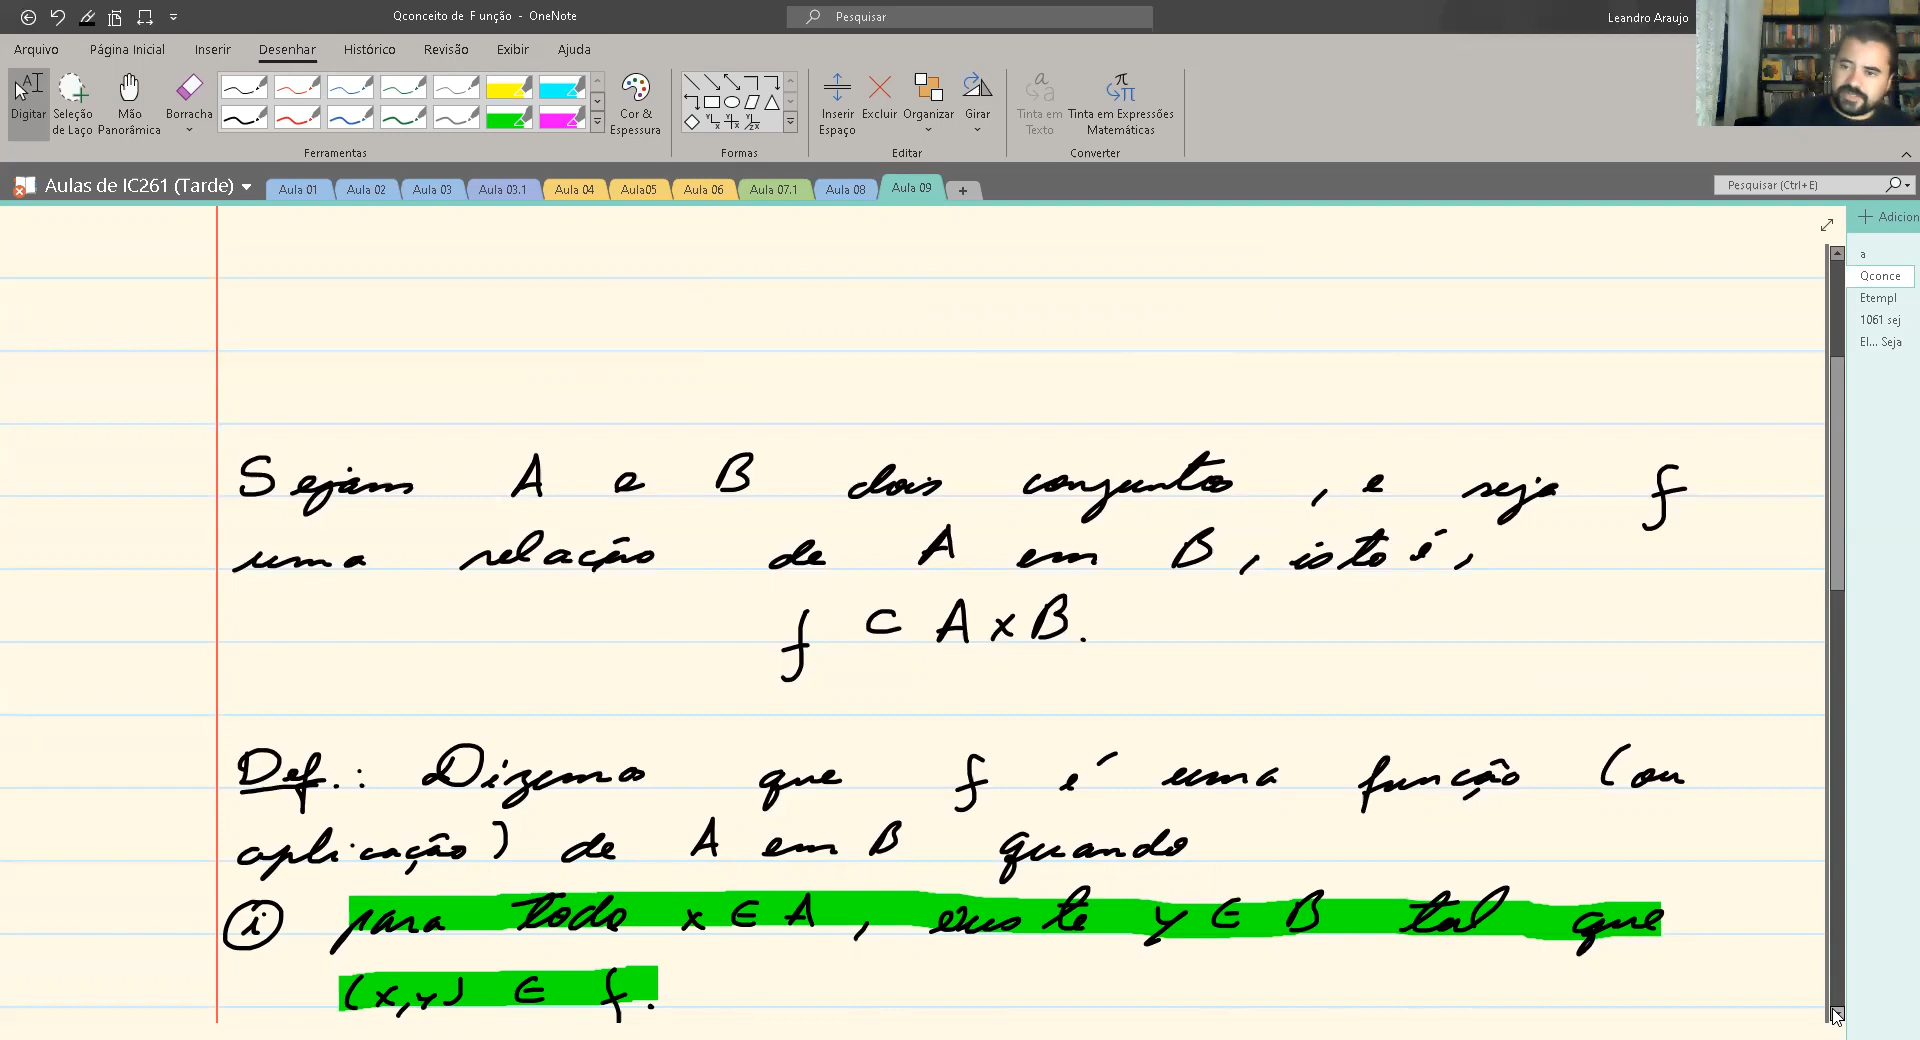 Qconceito de F unção - OneNote
Pesquisar
Leandro Araujo
Arquivo
Página Inicial
Inserir
Desenhar
Histórico
Revisão
Exibir
Ajuda
Digitar
Seleção de Laço
Mão Panorâmica
Borracha
Cor & Espessura
Inserir Espaço
Excluir
Organizar
Girar
Tinta em Texto
Tinta em Expressões Matemáticas
Ferramentas
Formas
Editar
Converter
Aulas de IC261 (Tarde)
Aula 01
Aula 02
Aula 03
Aula 03.1
Aula 04
Aula05
Aula 06
Aula 07.1
Aula 08
Aula 09
Pesquisar (Ctrl+E)
Adicion
a
Qconce
Etempl
1061 sej
El... Seja
Sejam A e B dois conjuntos, e seja f
uma relação de A em B, isto é,
f ⊂ A x B.
Def.: Dizemos que f é uma função (ou
aplicação) de A em B quando
(i) para todo x ∈ A, existe y ∈ B tal que
(x,y) ∈ f.